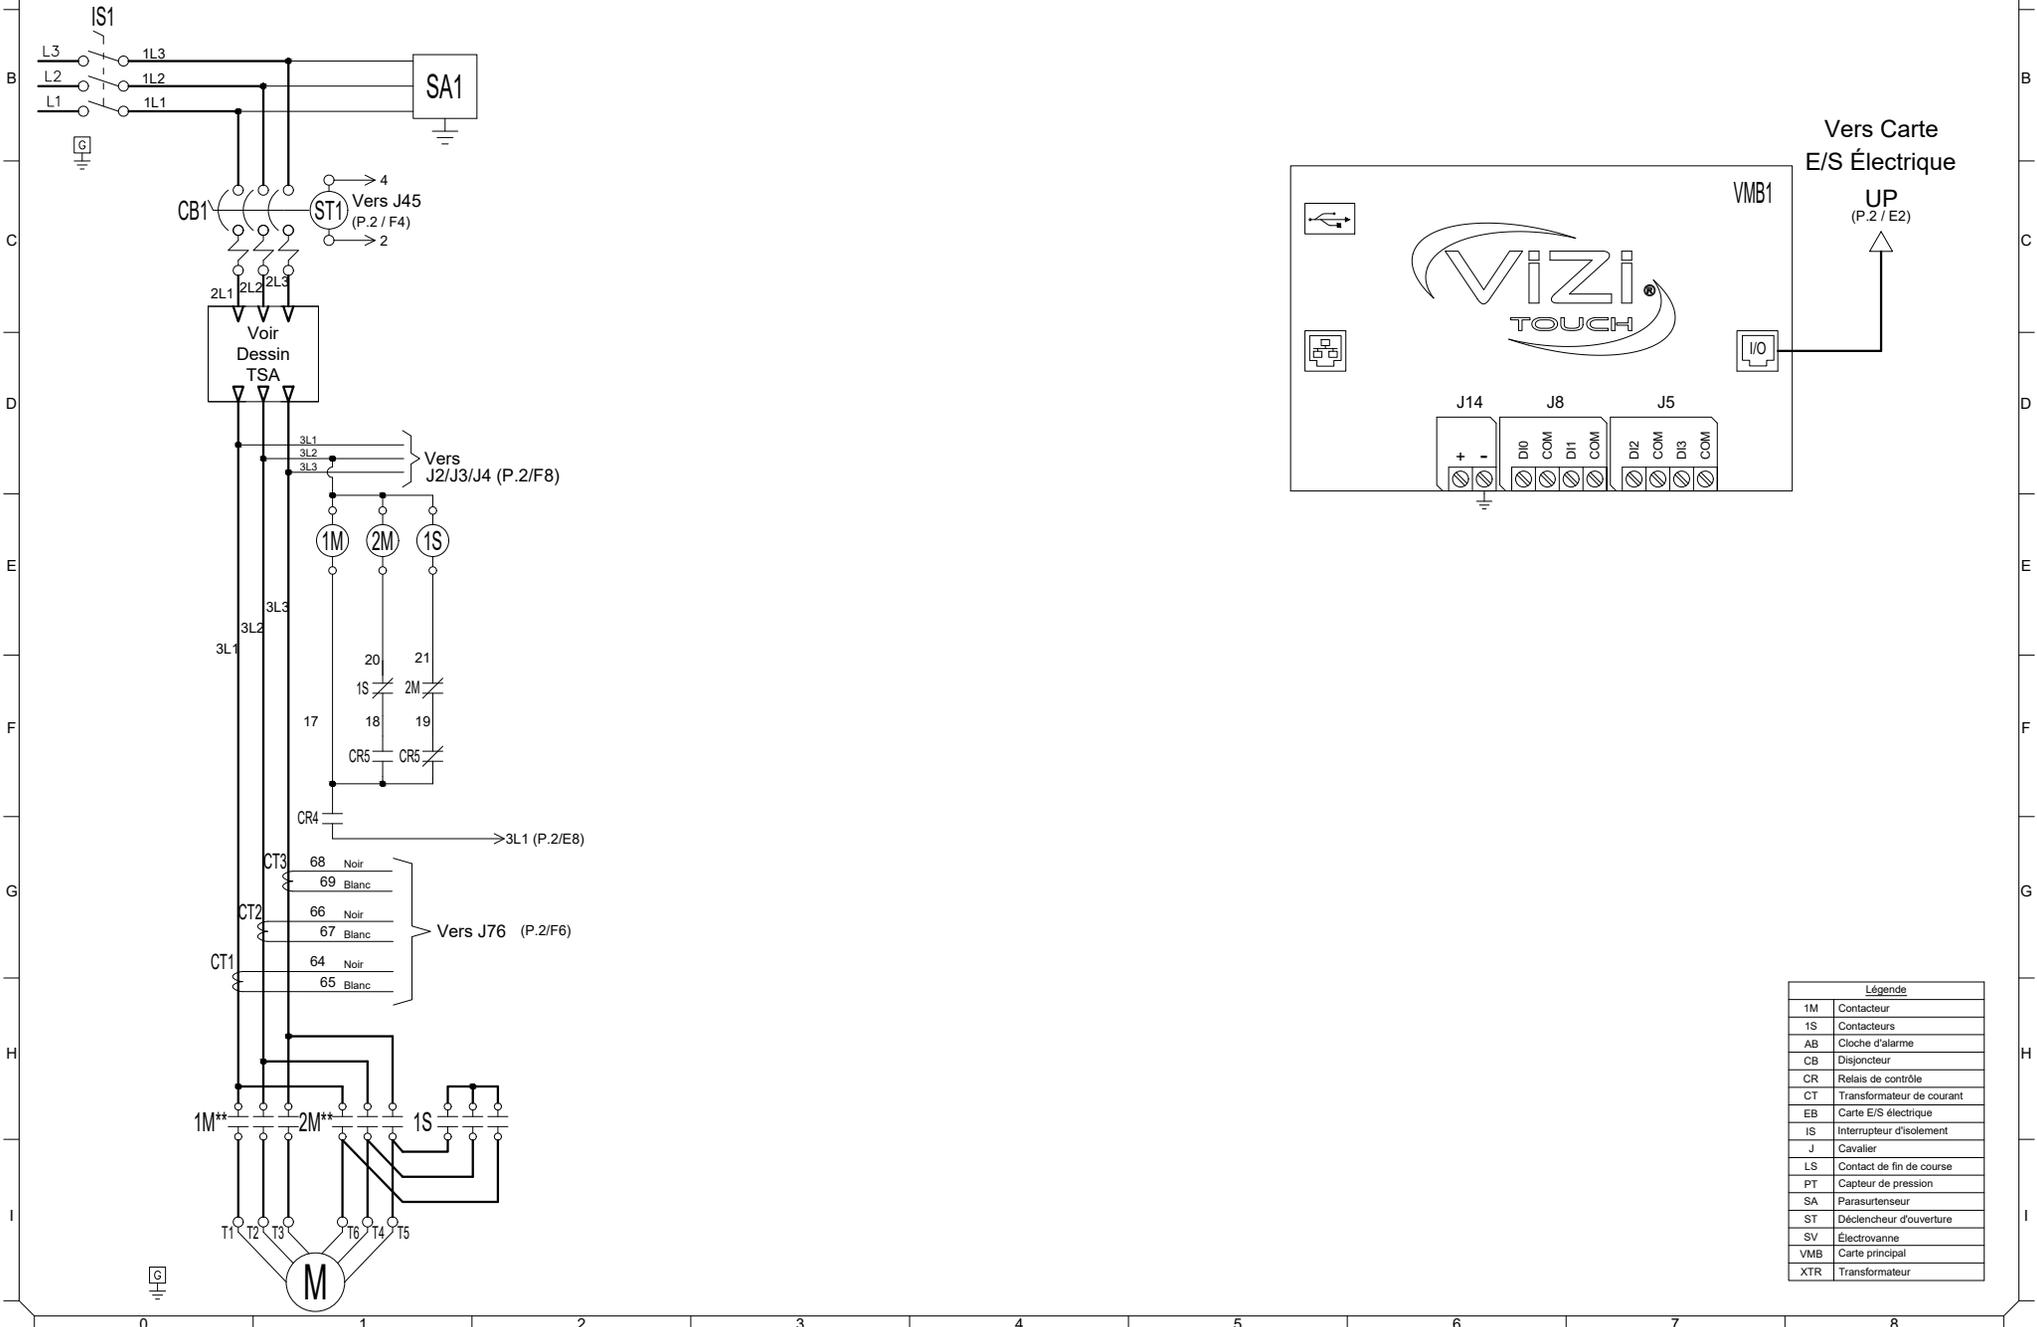 IS1
L3
1L3
L2
1L2
L1
1L1
SA1
B
B
G
Vers Carte
E/S Électrique
UP
(P.2 / E2)
CB1
ST1
4
Vers J45
(P.2 / F4)
2
C
C
2L1
2L2
2L3
Voir
Dessin
TSA
VMB1
ViZi
®
TOUCH
I/O
D
D
J14
J8
J5
+
-
DI0
COM
DI1
COM
DI2
COM
DI3
COM
3L1
3L2
3L3
Vers
J2/J3/J4 (P.2/F8)
1M
2M
1S
E
E
3L3
3L2
3L1
20
21
1S
2M
F
F
17
18
19
CR5
CR5
CR4
3L1 (P.2/E8)
CT3
68
Noir
69
Blanc
G
G
CT2
66
Noir
67
Blanc
Vers J76
(P.2/F6)
CT1
64
Noir
65
Blanc
H
H
1M**
2M**
1S
I
I
T1
T2
T3
T6
T4
T5
M
G
Légende
1M Contacteur
1S Contacteurs
AB Cloche d'alarme
CB Disjoncteur
CR Relais de contrôle
CT Transformateur de courant
EB Carte E/S électrique
IS Interrupteur d'isolement
J Cavalier
LS Contact de fin de course
PT Capteur de pression
SA Parasurtenseur
ST Déclencheur d'ouverture
SV Électrovanne
VMB Carte principal
XTR Transformateur
0
1
2
3
4
5
6
7
8